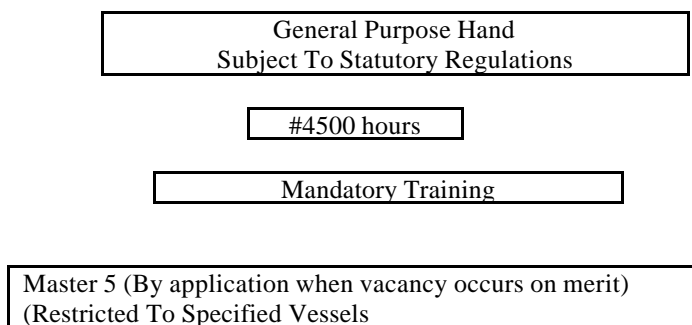 General Purpose Hand
Subject To Statutory Regulations
#4500 hours
Mandatory Training
Master 5 (By application when vacancy occurs on merit)
(Restricted To Specified Vessels